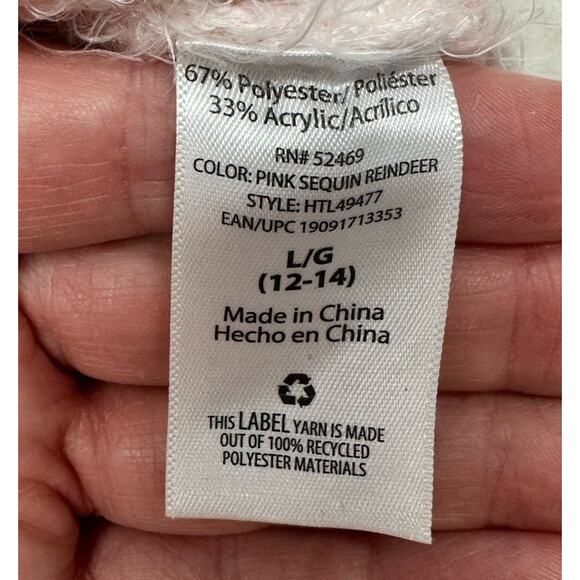 67% Polyester/Poliéster
33% Acrylic/Acrílico
RN# 52469
COLOR: PINK SEQUIN REINDEER
STYLE: HTL49477
EAN/UPC 19091713353
L/G
(12-14)
Made in China
Hecho en China
THIS LABEL YARN IS MADE
OUT OF 100% RECYCLED
POLYESTER MATERIALS